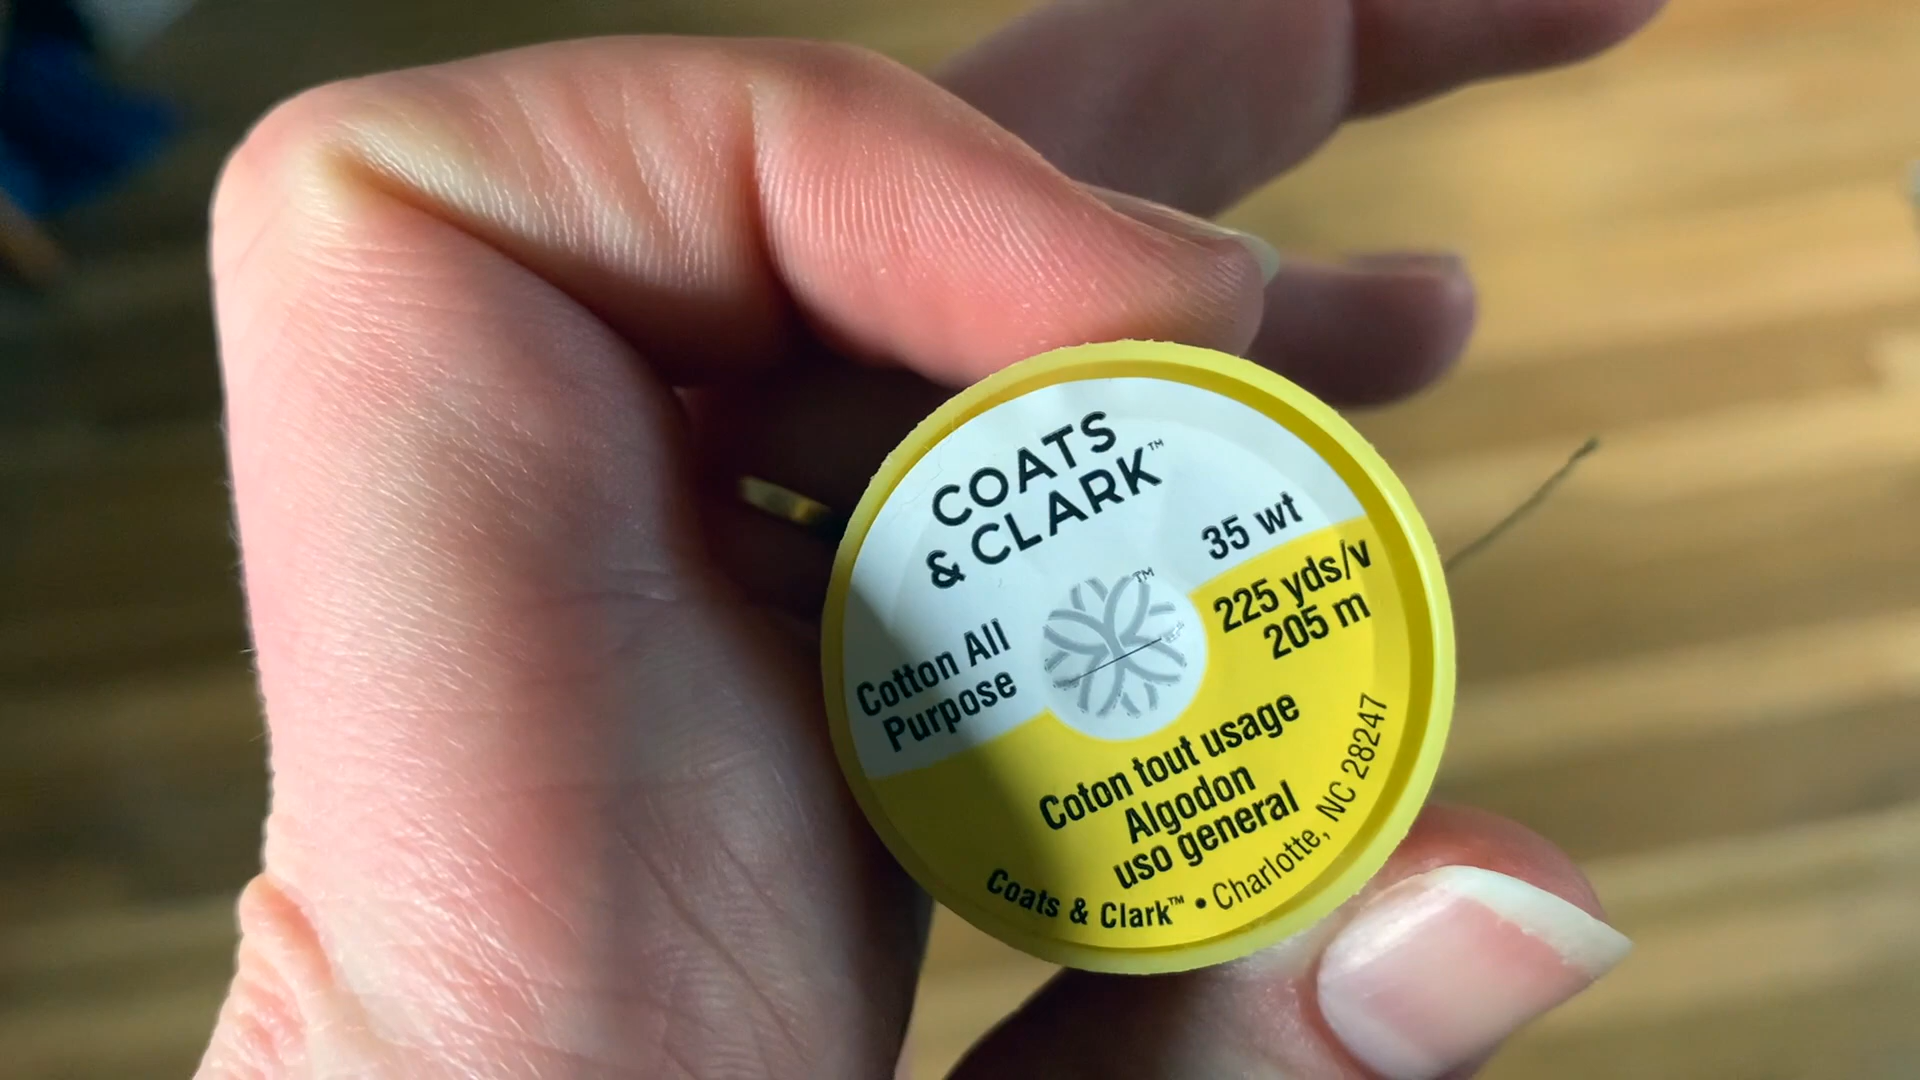 COATS
& CLARK™
35 wt
225 yds/v
205 m
™
Cotton All
Purpose
Coton tout usage
Algodon
uso general
Coats & Clark™ • Charlotte, NC 28247